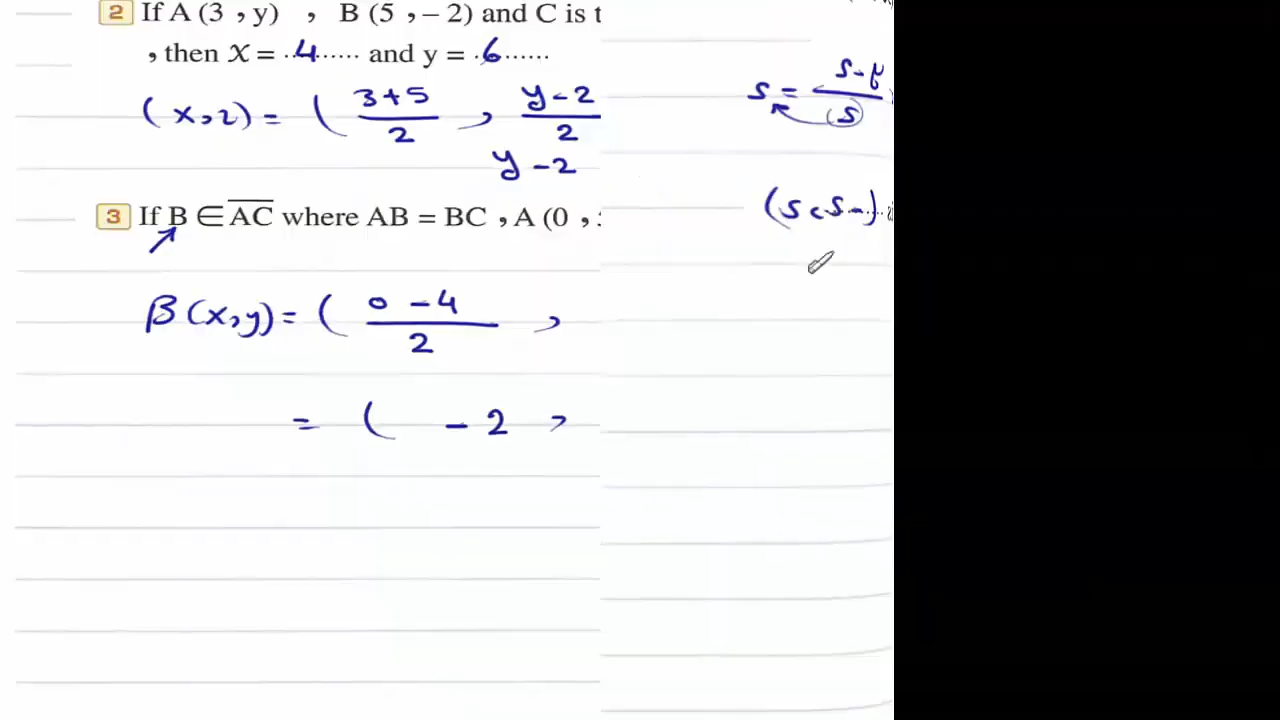 2 If A (3 , y) , B (5 , – 2) and C is t
, then X = ..4...... and y = .6......
(x,2) = ( 3+5 / 2 , y-2 / 2
y -2
3 If B ∈ AC where AB = BC , A (0 ,
B(x,y) = ( 0 -4 / 2 ,
= ( -2 ,